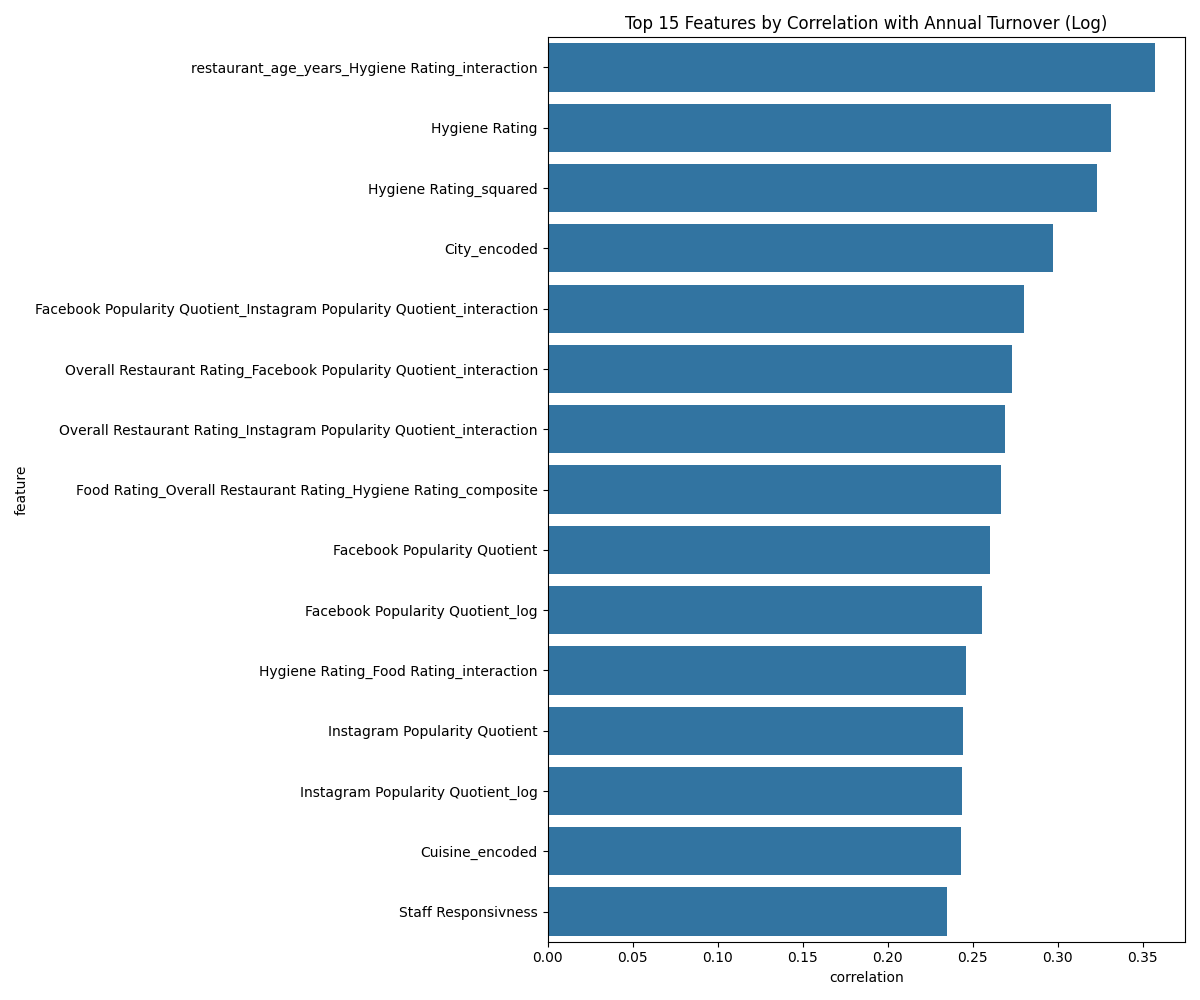 Top 15 Features by Correlation with Annual Turnover (Log)
restaurant_age_years_Hygiene Rating_interaction
Hygiene Rating
Hygiene Rating_squared
City_encoded
Facebook Popularity Quotient_Instagram Popularity Quotient_interaction
Overall Restaurant Rating_Facebook Popularity Quotient_interaction
Overall Restaurant Rating_Instagram Popularity Quotient_interaction
Food Rating_Overall Restaurant Rating_Hygiene Rating_composite
Facebook Popularity Quotient
Facebook Popularity Quotient_log
Hygiene Rating_Food Rating_interaction
Instagram Popularity Quotient
Instagram Popularity Quotient_log
Cuisine_encoded
Staff Responsivness
feature
0.00 0.05 0.10 0.15 0.20 0.25 0.30 0.35
correlation